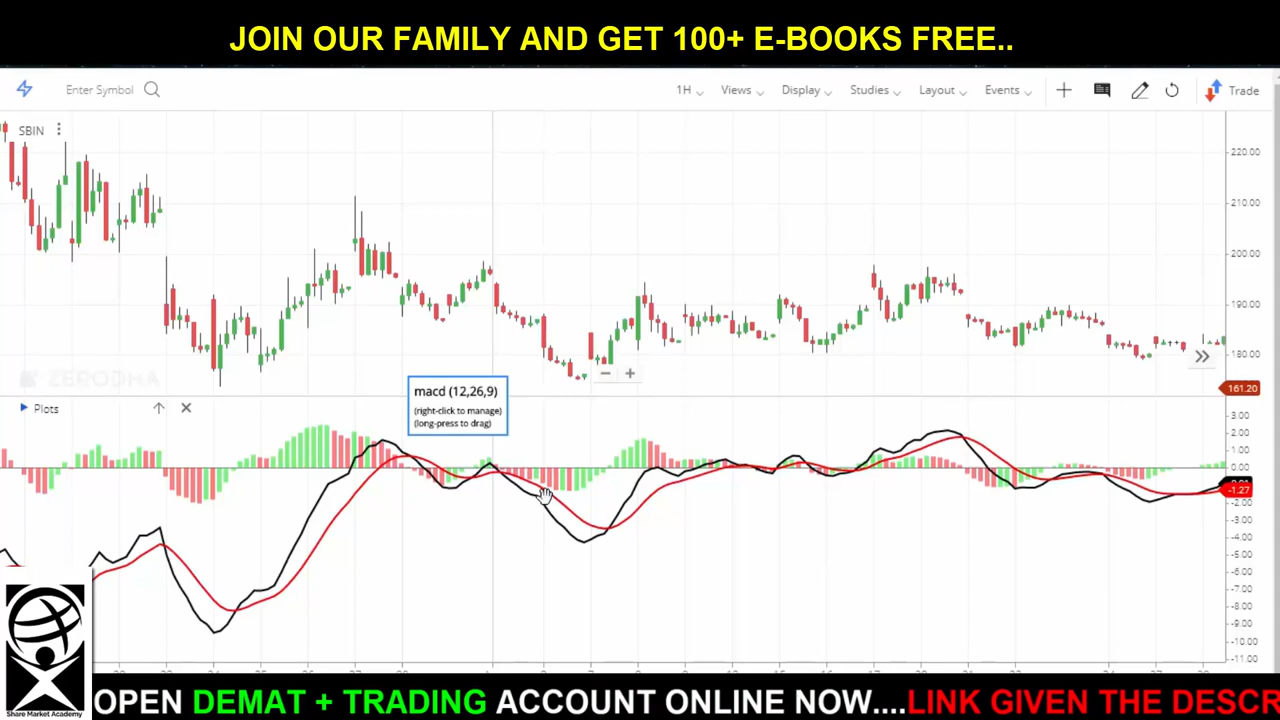 JOIN OUR FAMILY AND GET 100+ E-BOOKS FREE..
Enter Symbol
1H
Views
Display
Studies
Layout
Events
Trade
SBIN
220.00
210.00
200.00
190.00
180.00
161.20
ZERODHA
macd (12,26,9)
(right-click to manage)
(long-press to drag)
Plots
3.00
2.00
1.00
0.00
-1.27
-2.00
-3.00
-4.00
-5.00
-6.00
-7.00
-8.00
-9.00
-10.00
-11.00
Share Market Academy
OPEN DEMAT + TRADING ACCOUNT ONLINE NOW....LINK GIVEN THE DESCR